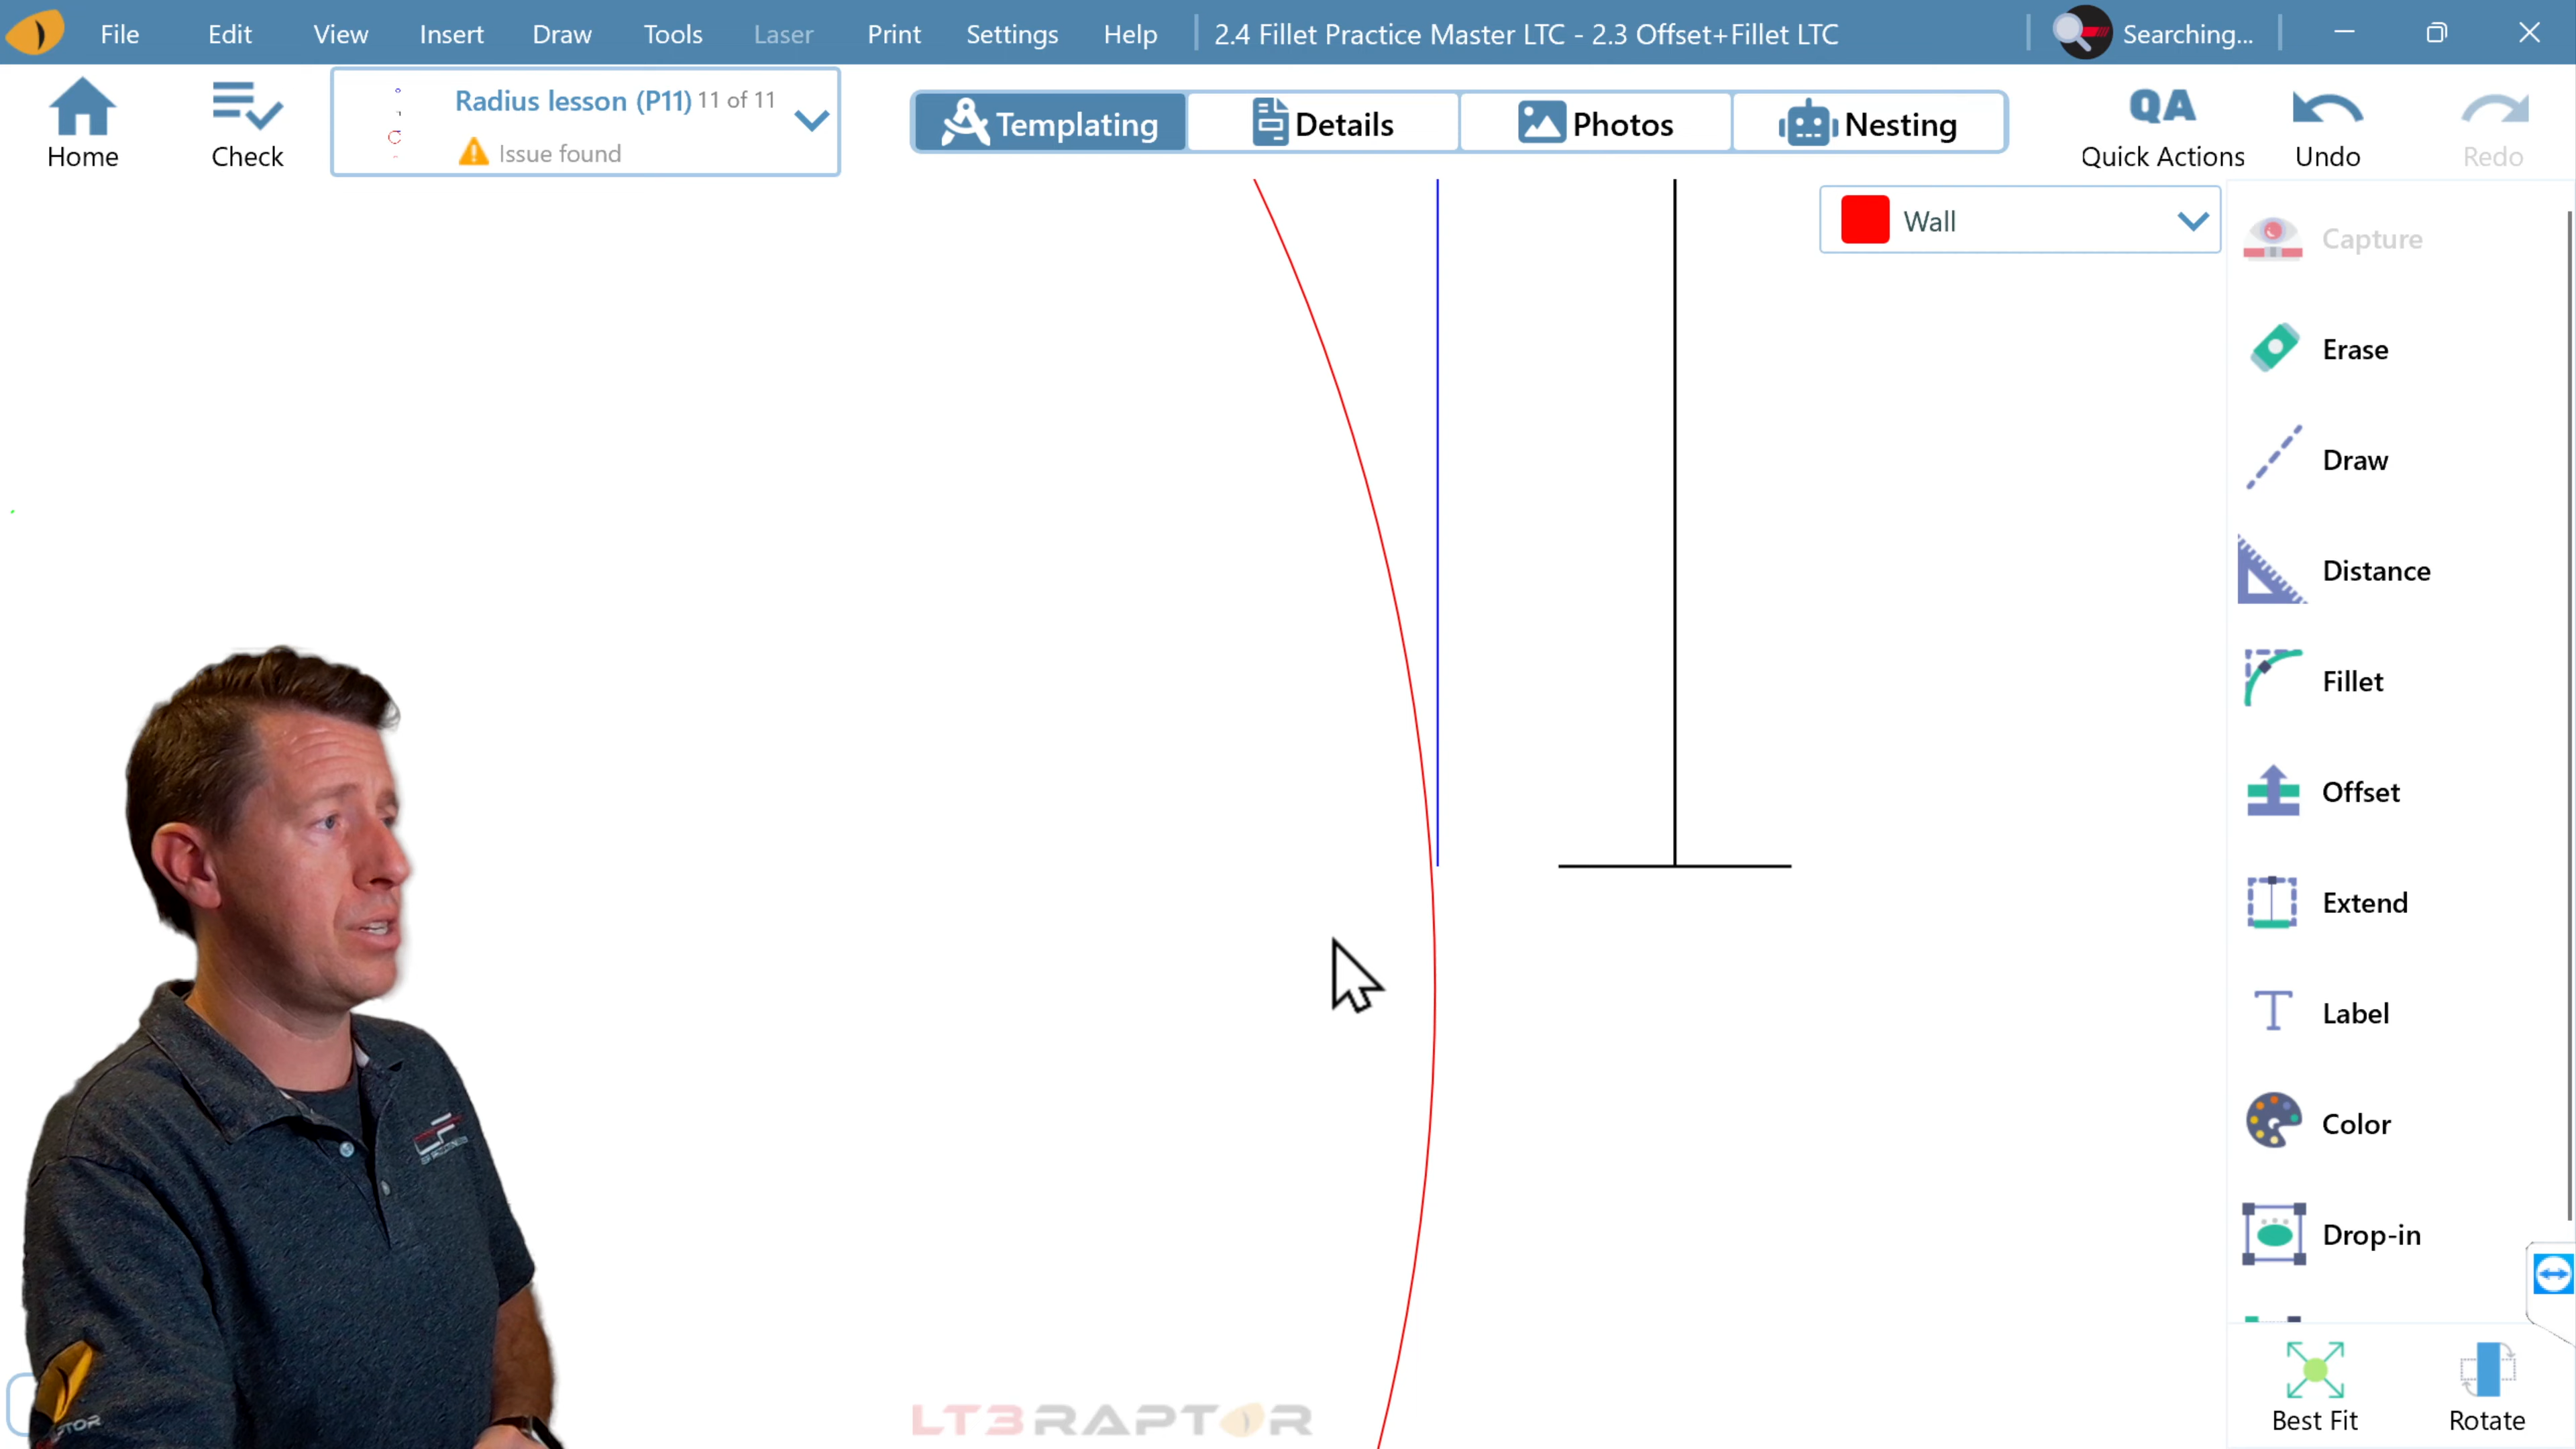 File Edit View Insert Draw Tools Laser Print Settings Help 2.4 Fillet Practice Master LTC - 2.3 Offset+Fillet LTC Searching...
Home
Check
Radius lesson (P11) 11 of 11
Issue found
Templating Details Photos Nesting
QA
Quick Actions
Undo
Redo
Wall
Capture
Erase
Draw
Distance
Fillet
Offset
Extend
T Label
Color
Drop-in
Best Fit
Rotate
LT3RAPTOR